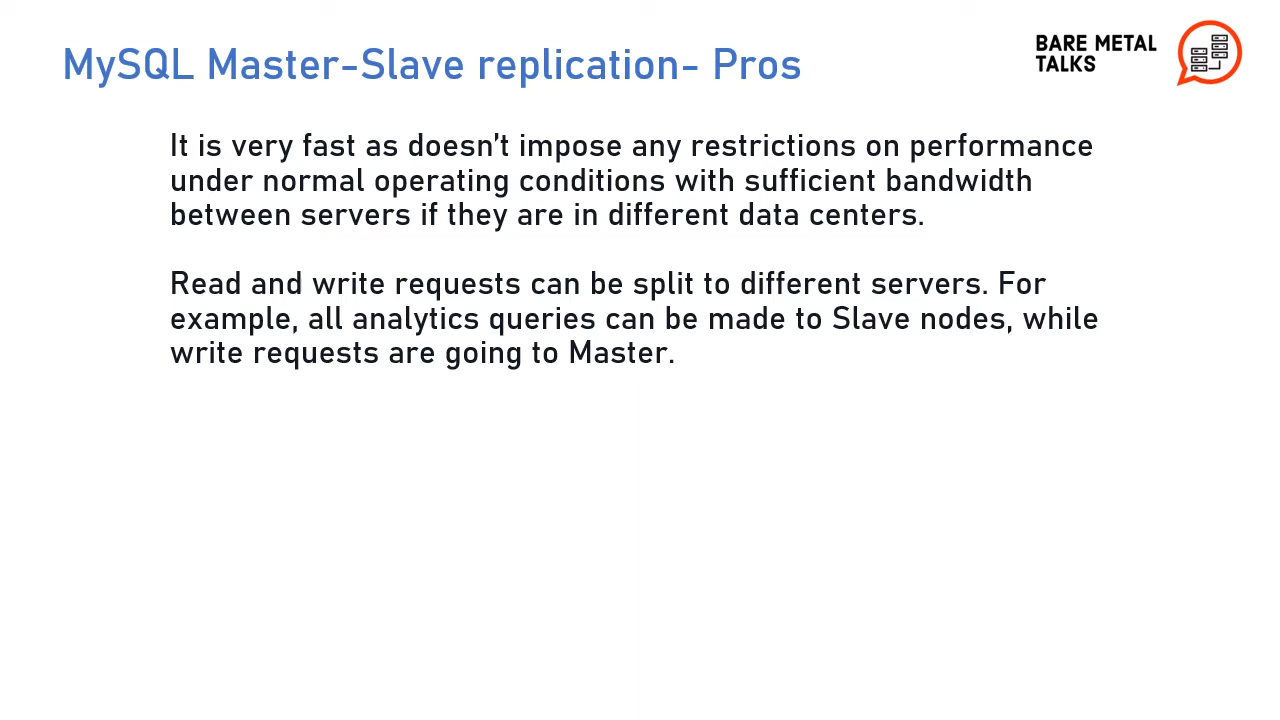 MySQL Master-Slave replication- Pros
BARE METAL
TALKS
It is very fast as doesn't impose any restrictions on performance
under normal operating conditions with sufficient bandwidth
between servers if they are in different data centers.
Read and write requests can be split to different servers. For
example, all analytics queries can be made to Slave nodes, while
write requests are going to Master.